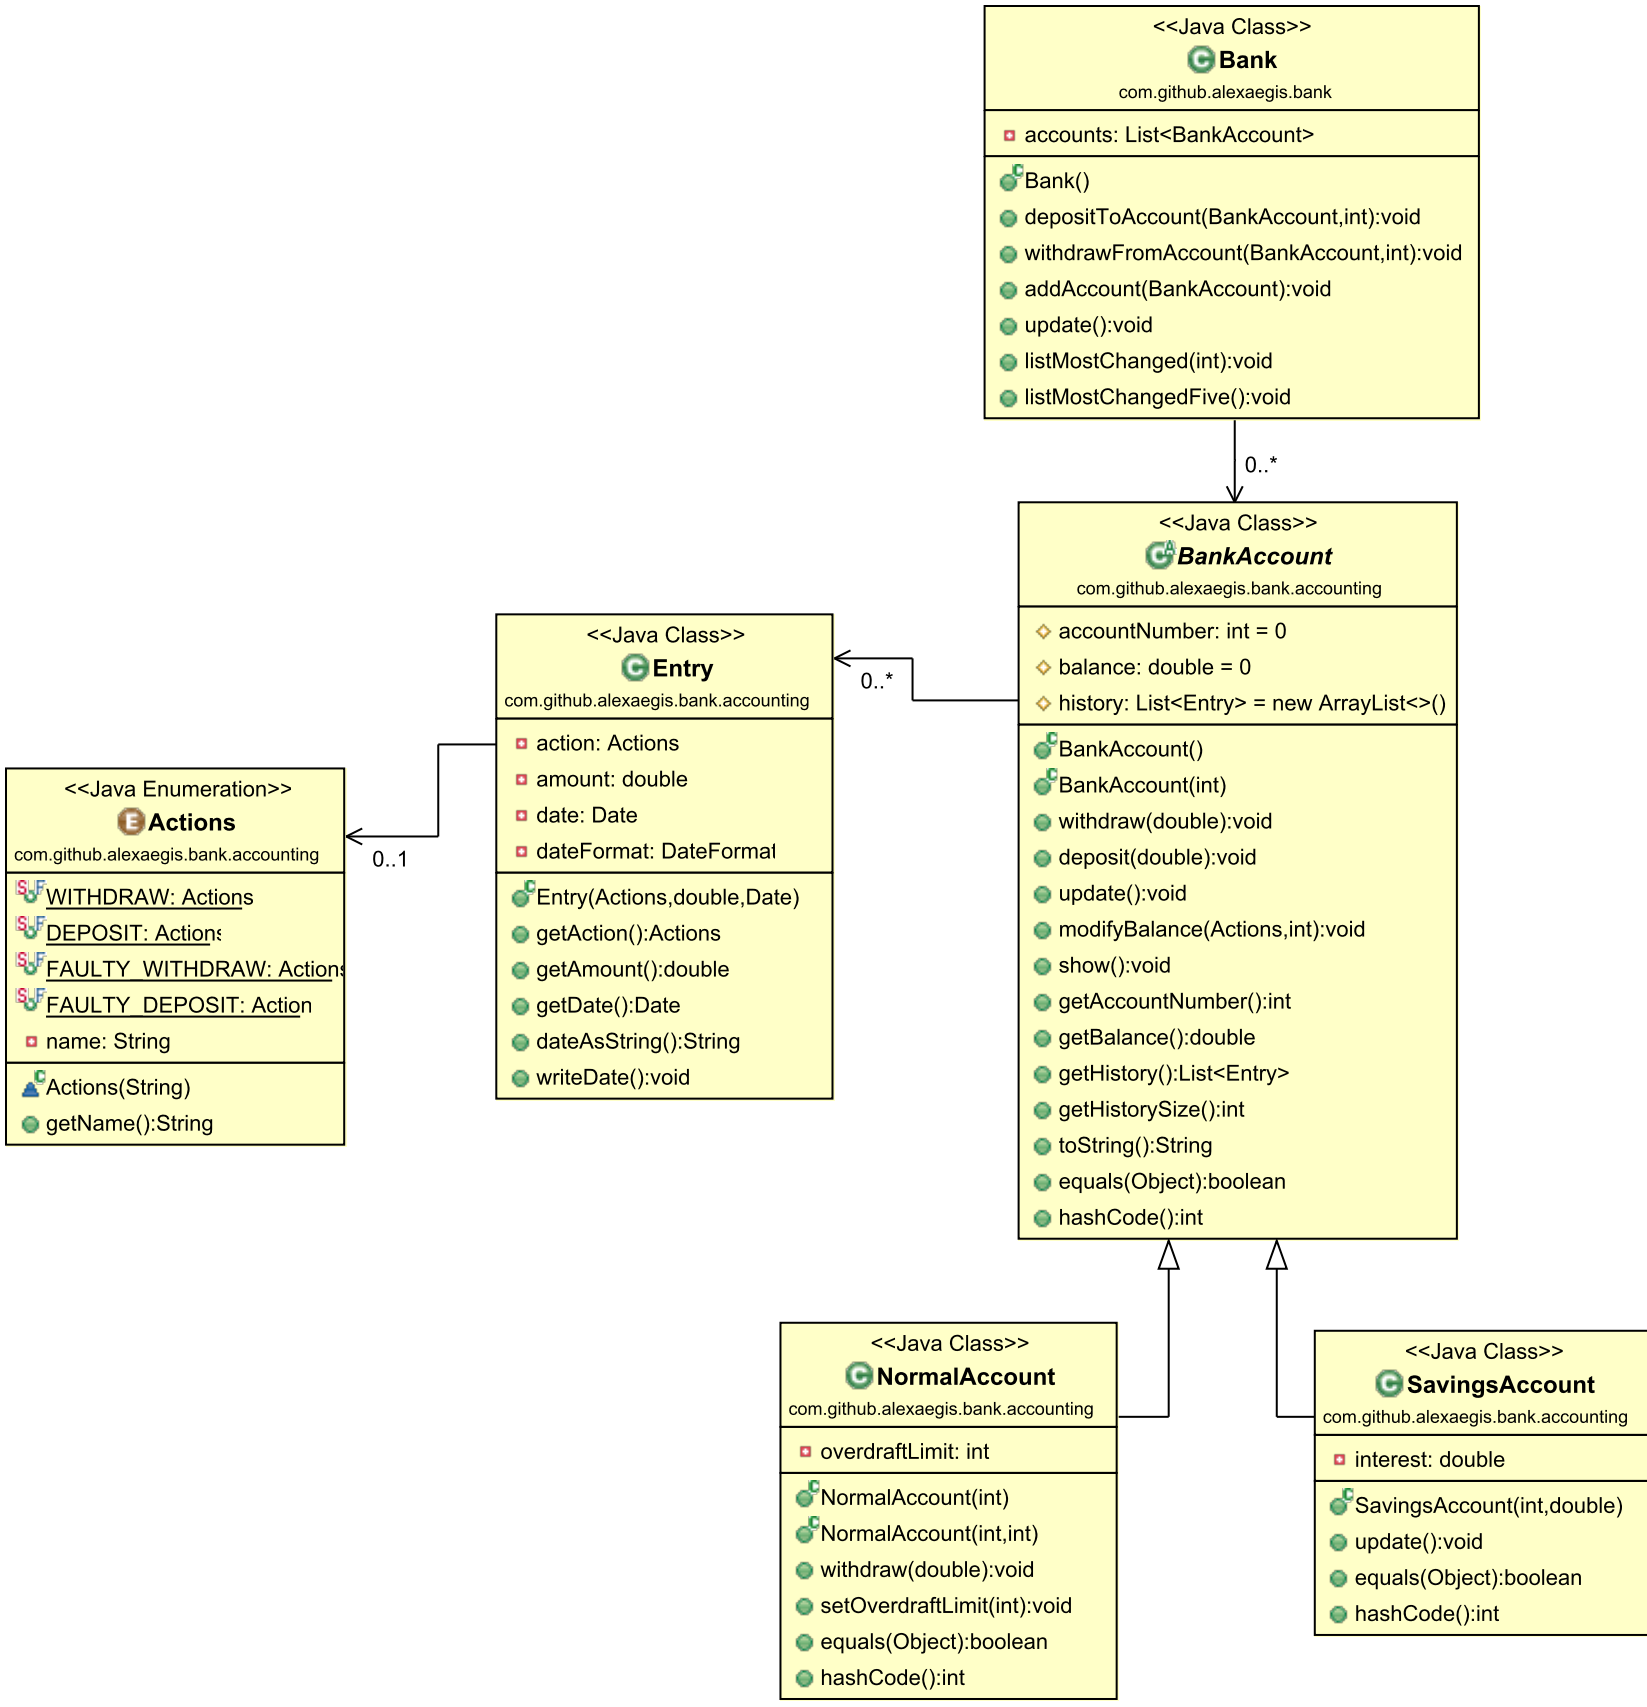 <<Java Class>>
Bank
com.github.alexaegis.bank
accounts: List<BankAccount>
Bank()
depositToAccount(BankAccount,int):void
withdrawFromAccount(BankAccount,int):void
addAccount(BankAccount):void
update():void
listMostChanged(int):void
listMostChangedFive():void
0..*
<<Java Class>>
BankAccount
com.github.alexaegis.bank.accounting
accountNumber: int = 0
balance: double = 0
history: List<Entry> = new ArrayList<>()
BankAccount()
BankAccount(int)
withdraw(double):void
deposit(double):void
update():void
modifyBalance(Actions,int):void
show():void
getAccountNumber():int
getBalance():double
getHistory():List<Entry>
getHistorySize():int
toString():String
equals(Object):boolean
hashCode():int
0..*
<<Java Class>>
Entry
com.github.alexaegis.bank.accounting
action: Actions
amount: double
date: Date
dateFormat: DateFormat
Entry(Actions,double,Date)
getAction():Actions
getAmount():double
getDate():Date
dateAsString():String
writeDate():void
0..1
<<Java Enumeration>>
Actions
com.github.alexaegis.bank.accounting
WITHDRAW: Actions
DEPOSIT: Actions
FAULTY_WITHDRAW: Actions
FAULTY_DEPOSIT: Action
name: String
Actions(String)
getName():String
<<Java Class>>
NormalAccount
com.github.alexaegis.bank.accounting
overdraftLimit: int
NormalAccount(int)
NormalAccount(int,int)
withdraw(double):void
setOverdraftLimit(int):void
equals(Object):boolean
hashCode():int
<<Java Class>>
SavingsAccount
com.github.alexaegis.bank.accounting
interest: double
SavingsAccount(int,double)
update():void
equals(Object):boolean
hashCode():int